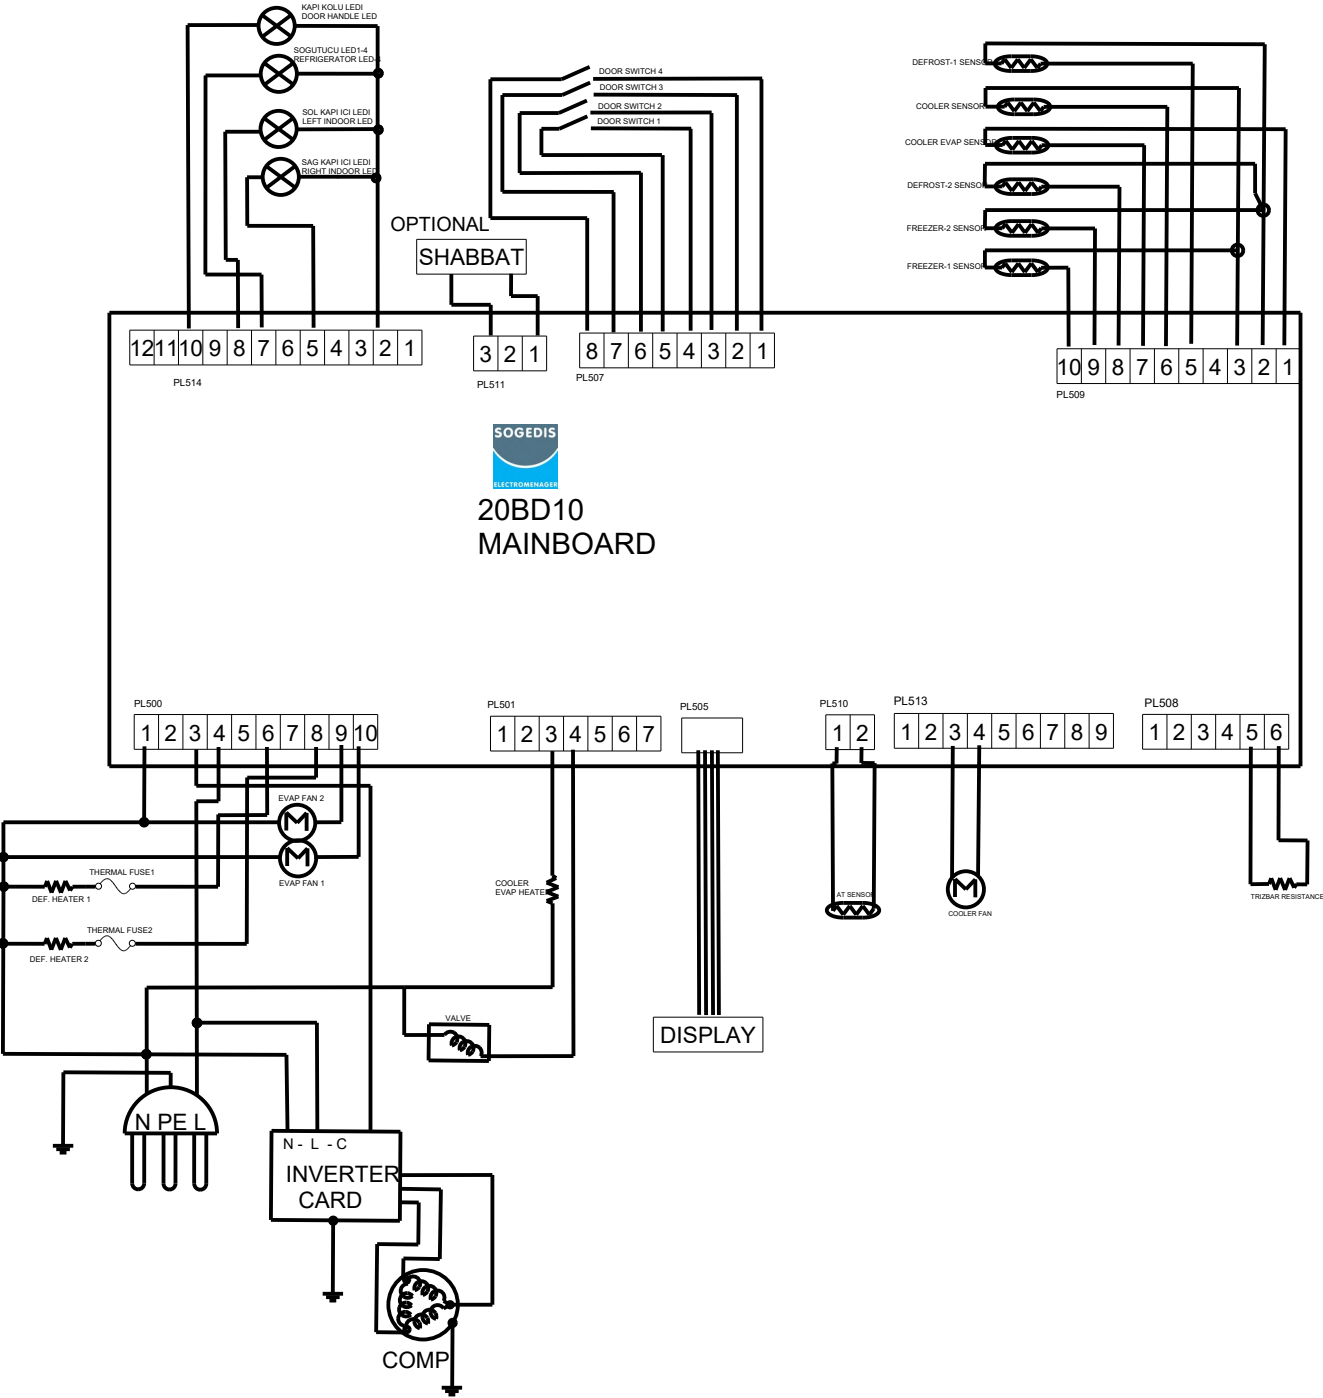 KAPI KOLU LEDI
DOOR HANDLE LED
SOGUTUCU LED1-4
REFRIGERATOR LED-4
SOL KAPI ICI LEDI
LEFT INDOOR LED
SAG KAPI ICI LEDI
RIGHT INDOOR LED
DOOR SWITCH 4
DOOR SWITCH 3
DOOR SWITCH 2
DOOR SWITCH 1
DEFROST-1 SENSOR
COOLER SENSOR
COOLER EVAP SENSOR
DEFROST-2 SENSOR
FREEZER-2 SENSOR
FREEZER-1 SENSOR
OPTIONAL
SHABBAT
12 11 10 9 8 7 6 5 4 3 2 1
PL514
3 2 1
PL511
8 7 6 5 4 3 2 1
PL507
10 9 8 7 6 5 4 3 2 1
PL509
SOGEDIS
ELECTROMENAGER
20BD10
MAINBOARD
PL500
1 2 3 4 5 6 7 8 9 10
PL501
1 2 3 4 5 6 7
PL505
PL510
1 2
PL513
1 2 3 4 5 6 7 8 9
PL508
1 2 3 4 5 6
EVAP FAN 2
M
M
EVAP FAN 1
THERMAL FUSE1
DEF. HEATER 1
THERMAL FUSE2
DEF. HEATER 2
COOLER
EVAP HEATER
AT SENSOR
M
COOLER FAN
TRIZBAR RESISTANCE
VALVE
DISPLAY
N PE L
N - L - C
INVERTER
CARD
COMP